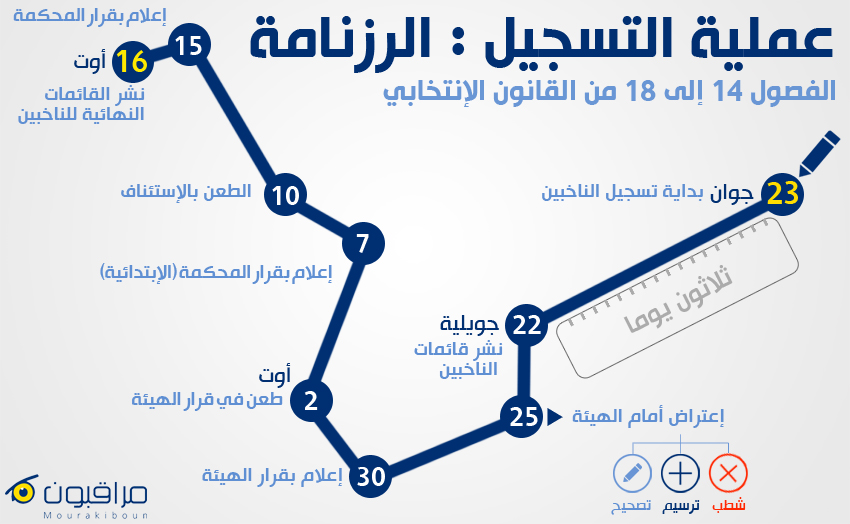 عملية التسجيل : الرزنامة
الفصول 14 إلى 18 من القانون الإنتخابي
23 جوان بداية تسجيل الناخبين
ثلاثون يوما
22 جويلية
نشر قائمات
الناخبين
25 إعتراض أمام الهيئة
شطب ترسيم تصحيح
30 إعلام بقرار الهيئة
2 أوت
طعن في قرار الهيئة
7
إعلام بقرار المحكمة (الإبتدائية)
10 الطعن بالإستئناف
15 إعلام بقرار المحكمة
16 أوت
نشر القائمات
النهائية للناخبين
مراقبون
Mourakiboun